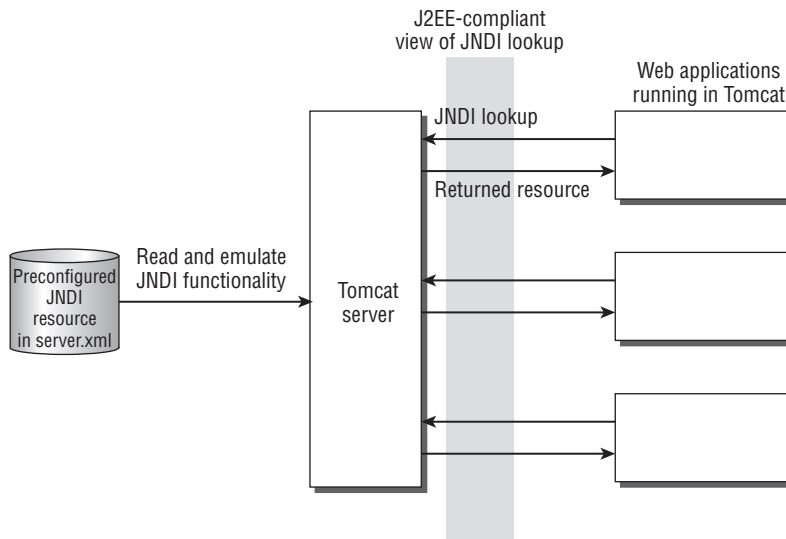 J2EE-compliant
view of JNDI lookup
Web applications
running in Tomcat
JNDI lookup
Returned resource
Read and emulate
JNDI functionality
Preconfigured
JNDI
resource
in server.xml
Tomcat
server